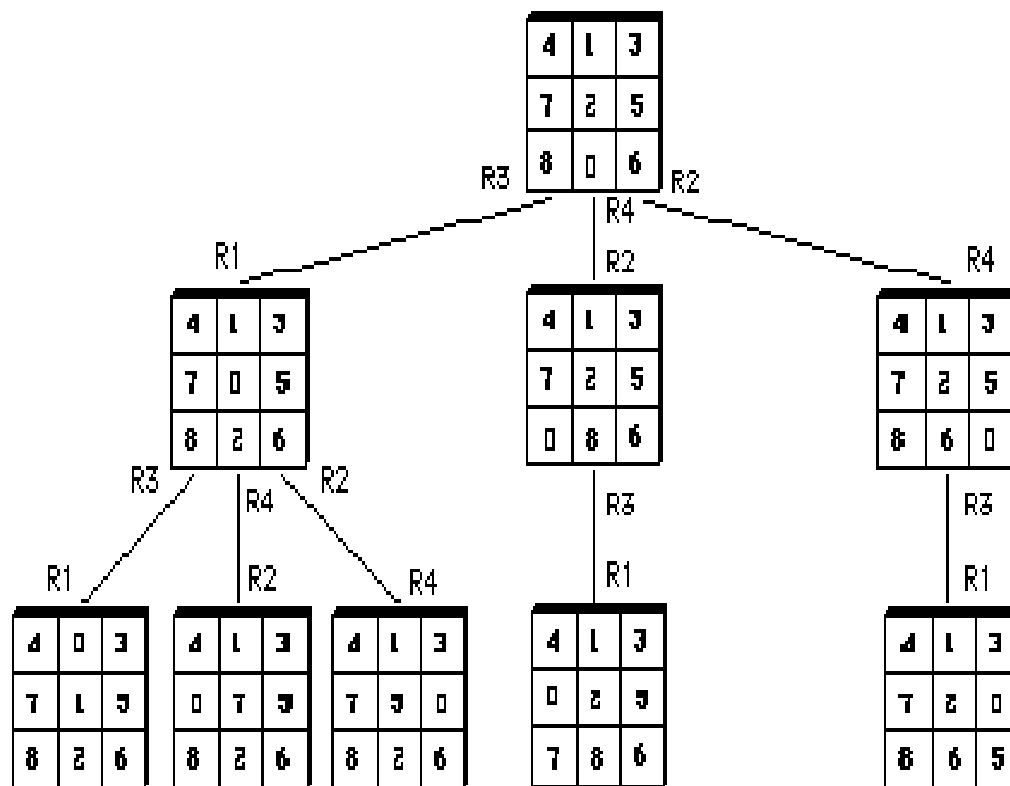 4 1 3
7 2 5
8 0 6
R3 R2
R4
R1 R2 R4
4 1 3 4 1 3 4 1 3
7 0 5 7 2 5 7 2 5
8 2 6 0 8 6 8 6 0
R3 R4 R2 R3 R3
R1 R2 R4 R1 R1
4 0 3 4 1 3 4 1 3 4 1 3 4 1 3
7 1 5 0 7 5 7 5 0 0 2 5 7 2 0
8 2 6 8 2 6 8 2 6 7 8 6 8 6 5